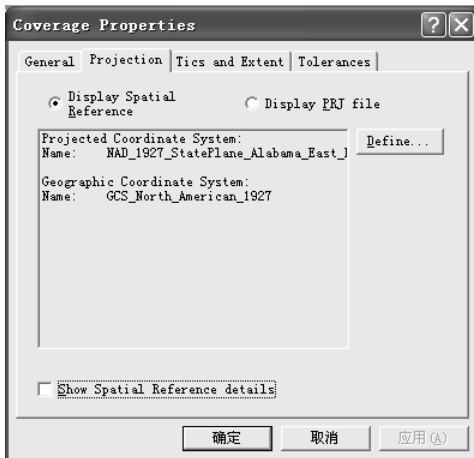 Coverage Properties
General Projection Tics and Extent Tolerances
Display Spatial Reference
Display PRJ file
Projected Coordinate System:
Name: NAD_1927_StatePlane_Alabama_East_
Define...
Geographic Coordinate System:
Name: GCS_North_American_1927
Show Spatial Reference details
确定 取消 应用(A)